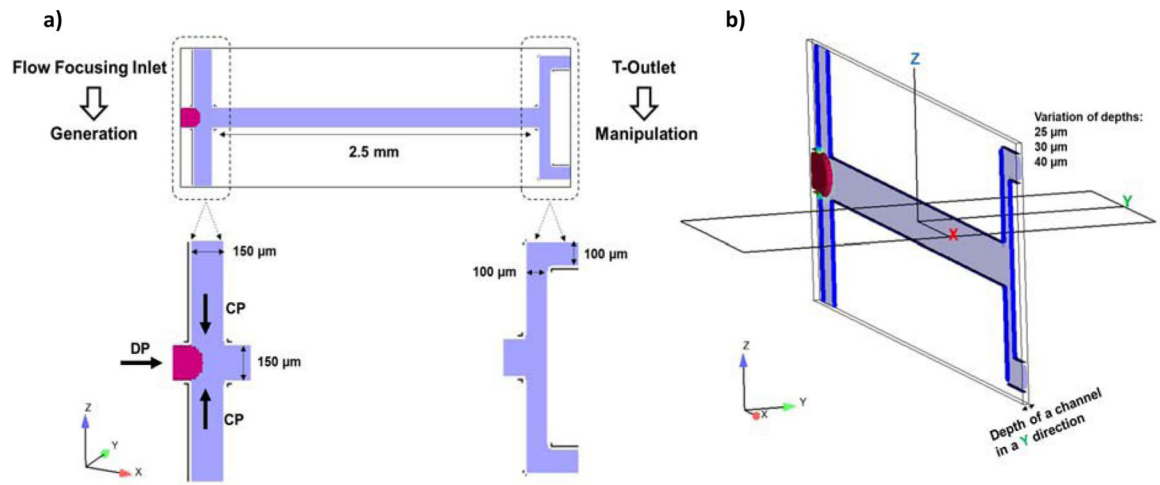 a)
Flow Focusing Inlet
Generation
2.5 mm
T-Outlet
Manipulation
150 µm
CP
DP
150 µm
CP
Z
Y
X
100 µm
100 µm
b)
Z
Variation of depths:
25 µm
30 µm
40 µm
Y
X
Z
Y
X
Depth of a channel
in a Y direction